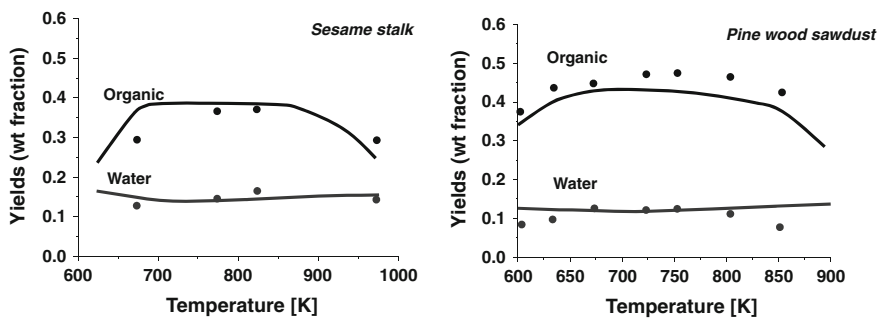 Sesame stalk
Organic
Water
Yields (wt fraction)
0.6
0.5
0.4
0.3
0.2
0.1
0.0
600 700 800 900 1000
Temperature [K]
Pine wood sawdust
Organic
Water
Yields (wt fraction)
0.6
0.5
0.4
0.3
0.2
0.1
0.0
600 650 700 750 800 850 900
Temperature [K]